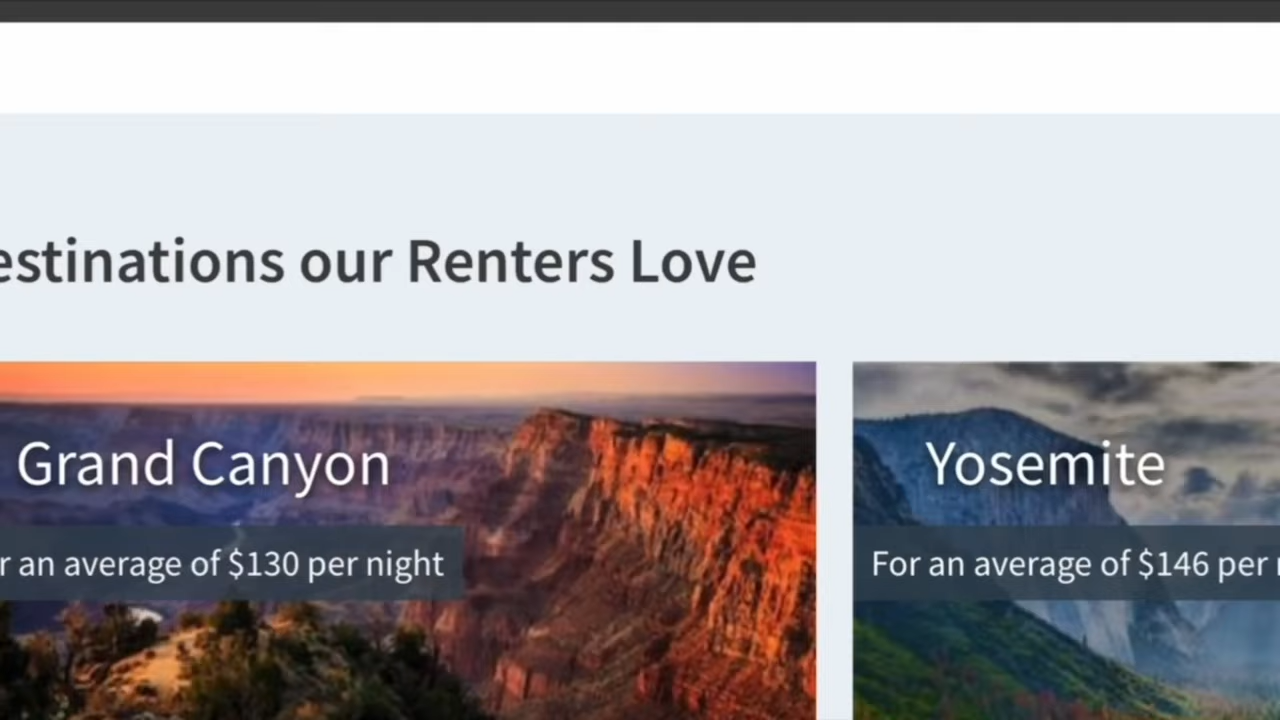 estinations our Renters Love
Grand Canyon
Yosemite
r an average of $130 per night
For an average of $146 per